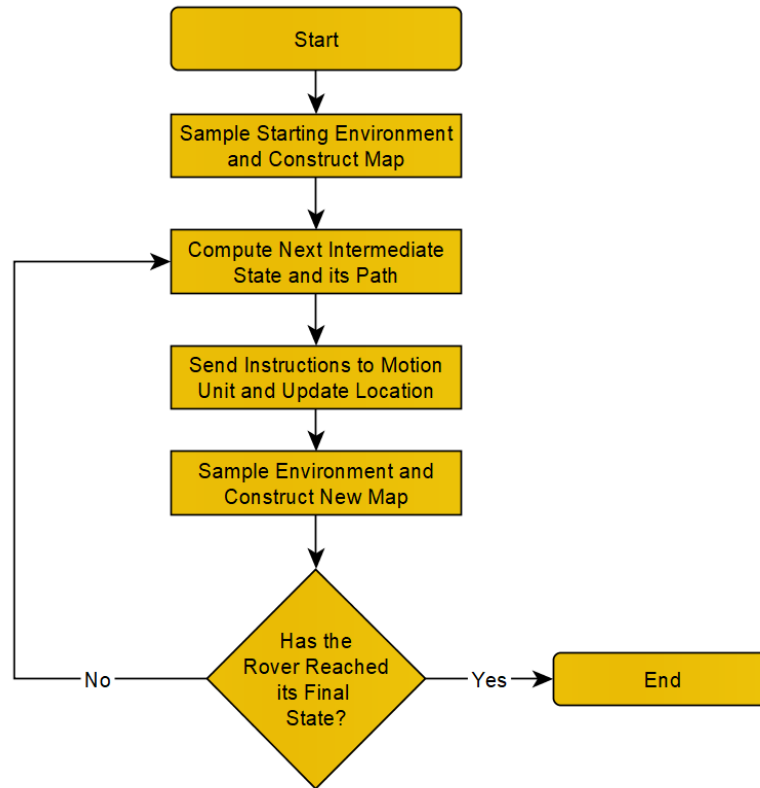 Start
Sample Starting Environment
and Construct Map
Compute Next Intermediate
State and its Path
Send Instructions to Motion
Unit and Update Location
Sample Environment and
Construct New Map
Has the
Rover Reached
its Final
State?
No
Yes
End